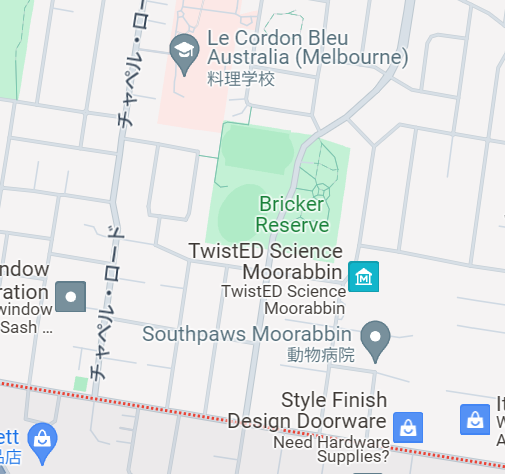 Le Cordon Bleu
Australia (Melbourne)
料理学校
チャペル・ロー
Bricker
Reserve
チャペル・ロード
TwistED Science
Moorabbin
TwistED Science
Moorabbin
ndow
ration
window
Sash ...
Southpaws Moorabbin
動物病院
Style Finish
Design Doorware
Need Hardware
Supplies?
It
W
A
ett
品店